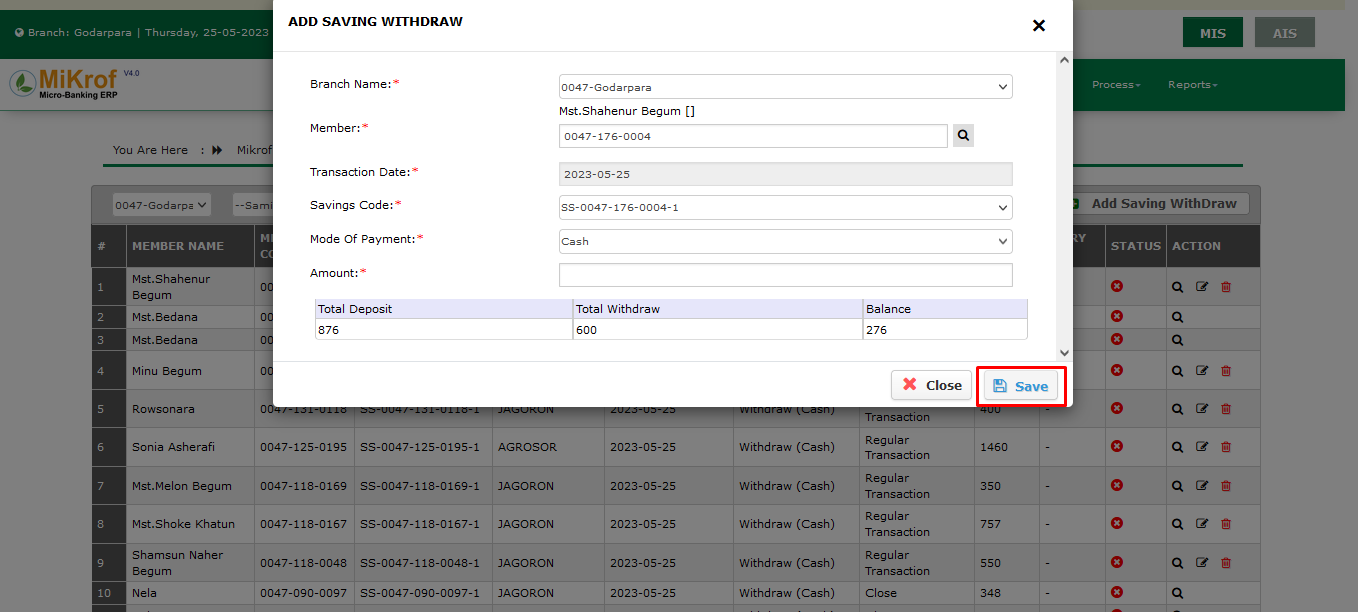 ADD SAVING WITHDRAW
Branch: Godarpara | Thursday, 25-05-2023
MIS
AIS
MiKrof V4.0
Micro-Banking ERP
Process
Reports
Branch Name:*
0047-Godarpara
Mst.Shahenur Begum []
Member:*
0047-176-0004
You Are Here : Mikrof
Transaction Date:*
2023-05-25
Savings Code:*
SS-0047-176-0004-1
0047-Godarpa
--Sami
Add Saving WithDraw
Mode Of Payment:*
Cash
Amount:*
Total Deposit Total Withdraw Balance
876 600 276
Close
Save
# MEMBER NAME STATUS ACTION
1 Mst.Shahenur
Begum
2 Mst.Bedana
3 Mst.Bedana
4 Minu Begum
5 Rowsonara 0047-131-0118 SS-0047-131-0118-1 JAGORON 2023-05-25 Withdraw (Cash) Transaction 400 -
6 Sonia Asherafi 0047-125-0195 SS-0047-125-0195-1 AGROSOR 2023-05-25 Withdraw (Cash) Regular Transaction 1460 -
7 Mst.Melon Begum 0047-118-0169 SS-0047-118-0169-1 JAGORON 2023-05-25 Withdraw (Cash) Regular Transaction 350 -
8 Mst.Shoke Khatun 0047-118-0167 SS-0047-118-0167-1 JAGORON 2023-05-25 Withdraw (Cash) Regular Transaction 757 -
9 Shamsun Naher Begum 0047-118-0048 SS-0047-118-0048-1 JAGORON 2023-05-25 Withdraw (Cash) Regular Transaction 550 -
10 Nela 0047-090-0097 SS-0047-090-0097-1 JAGORON 2023-05-25 Withdraw (Cash) Close 348 -